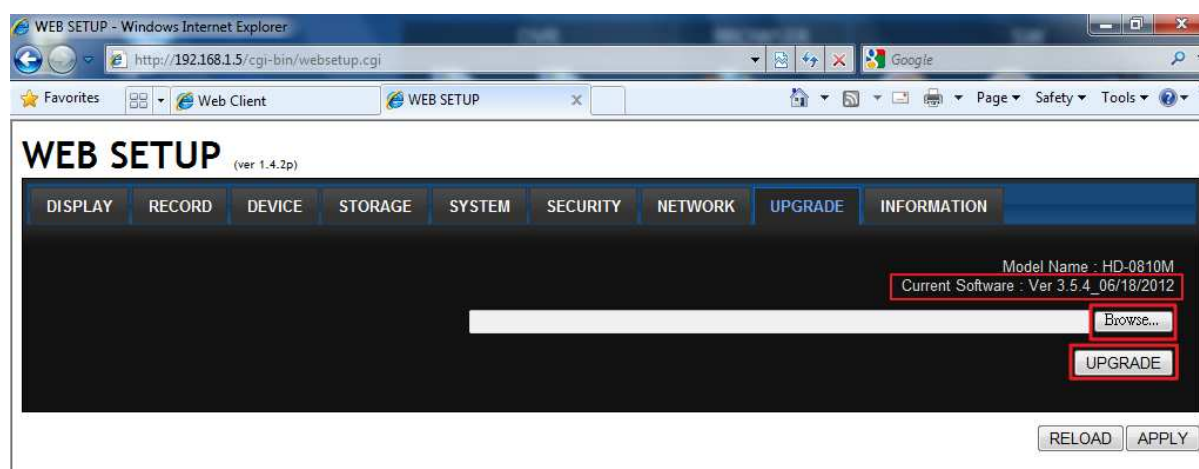 WEB SETUP - Windows Internet Explorer
http://192.168.1.5/cgi-bin/websetup.cgi
Google
Favorites
Web Client
WEB SETUP
Page
Safety
Tools
WEB SETUP (ver 1.4.2p)
DISPLAY RECORD DEVICE STORAGE SYSTEM SECURITY NETWORK UPGRADE INFORMATION
Model Name : HD-0810M
Current Software : Ver 3.5.4_06/18/2012
Browse...
UPGRADE
RELOAD APPLY